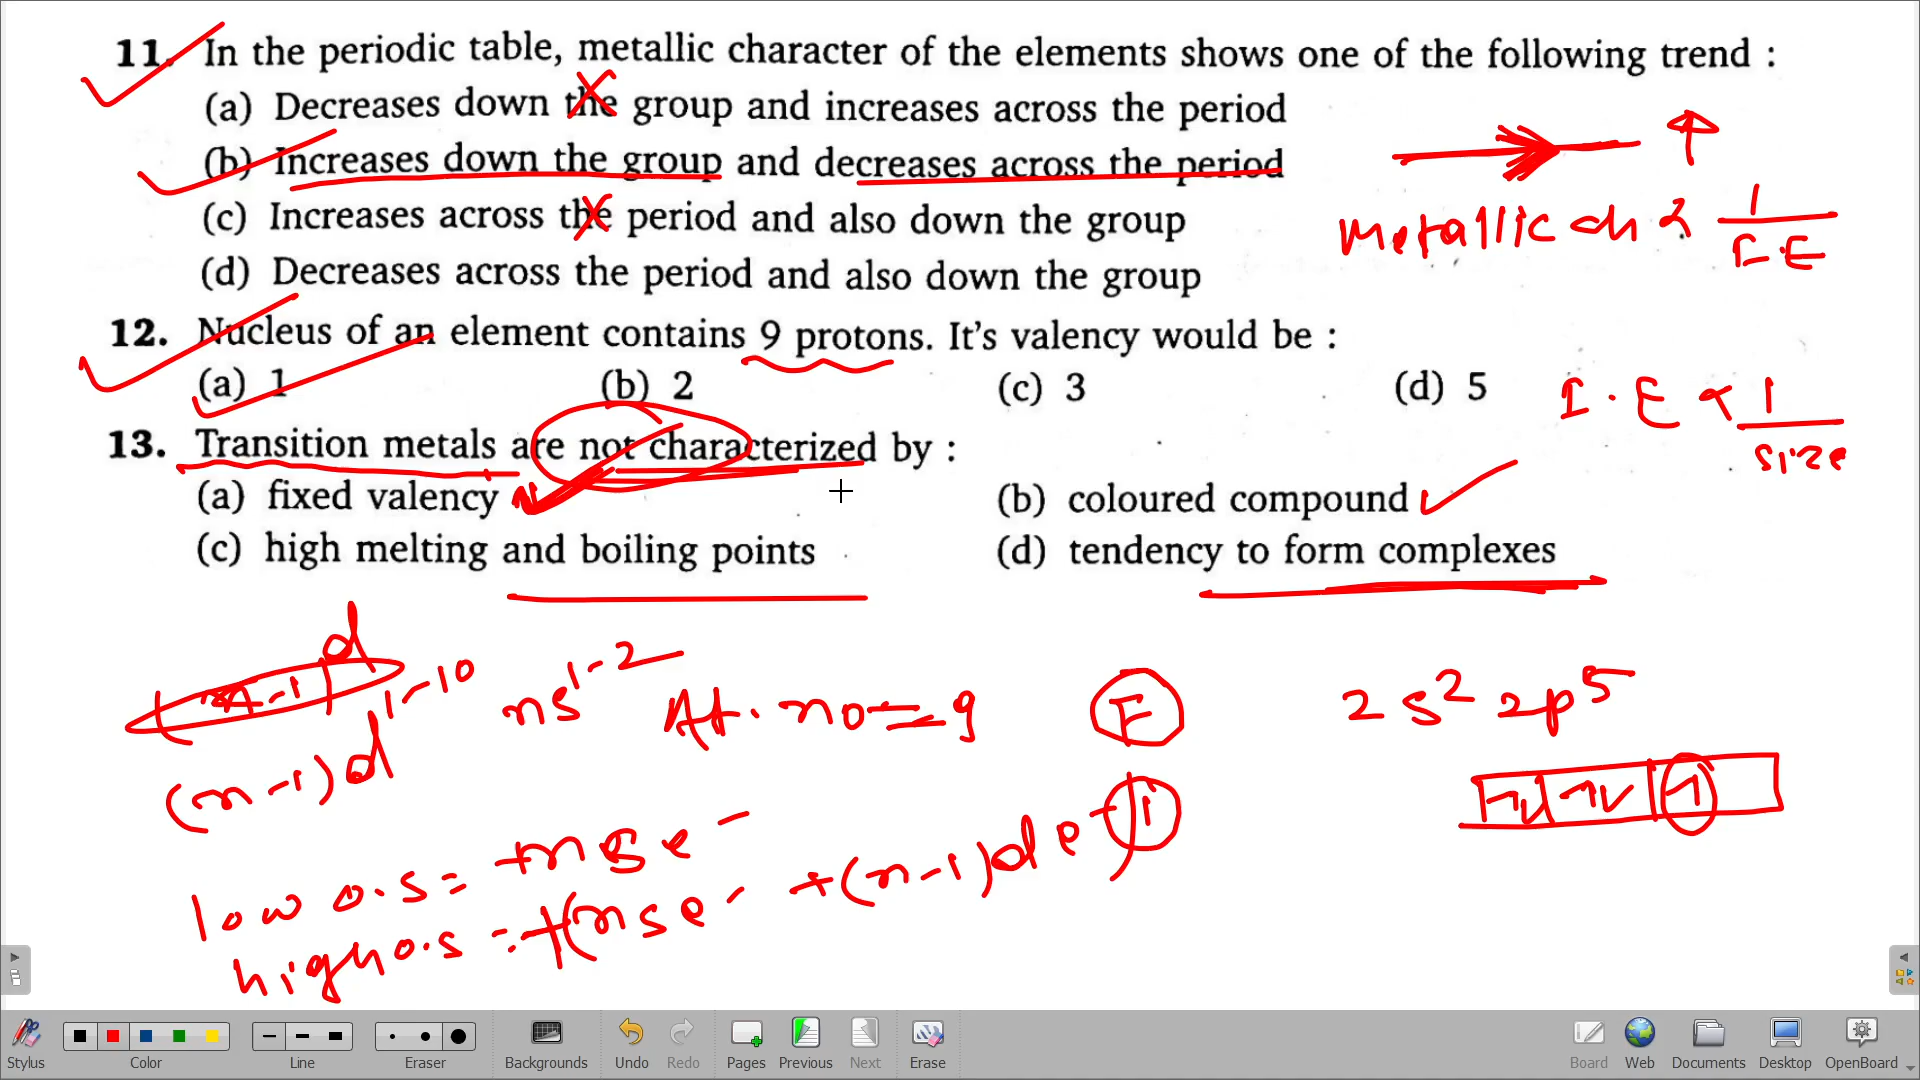 11. In the periodic table, metallic character of the elements shows one of the following trend :
(a) Decreases down the group and increases across the period
(b) Increases down the group and decreases across the period
(c) Increases across the period and also down the group
(d) Decreases across the period and also down the group
Metallic ch ∝ 1/I.E
12. Nucleus of an element contains 9 protons. It's valency would be :
(a) 1 (b) 2 (c) 3 (d) 5
I.E ∝ 1/size
13. Transition metals are not characterized by :
(a) fixed valency (b) coloured compound
(c) high melting and boiling points (d) tendency to form complexes
(n-1)d¹⁻¹⁰ ns¹⁻² At. no = 9 F 2s² 2p⁵
(n-1)d
low o.s = +ns e⁻
high o.s = +(ns e⁻ + (n-1)d e⁻) 1
Stylus Color Line Eraser Backgrounds Undo Redo Pages Previous Next Erase Board Web Documents Desktop OpenBoard